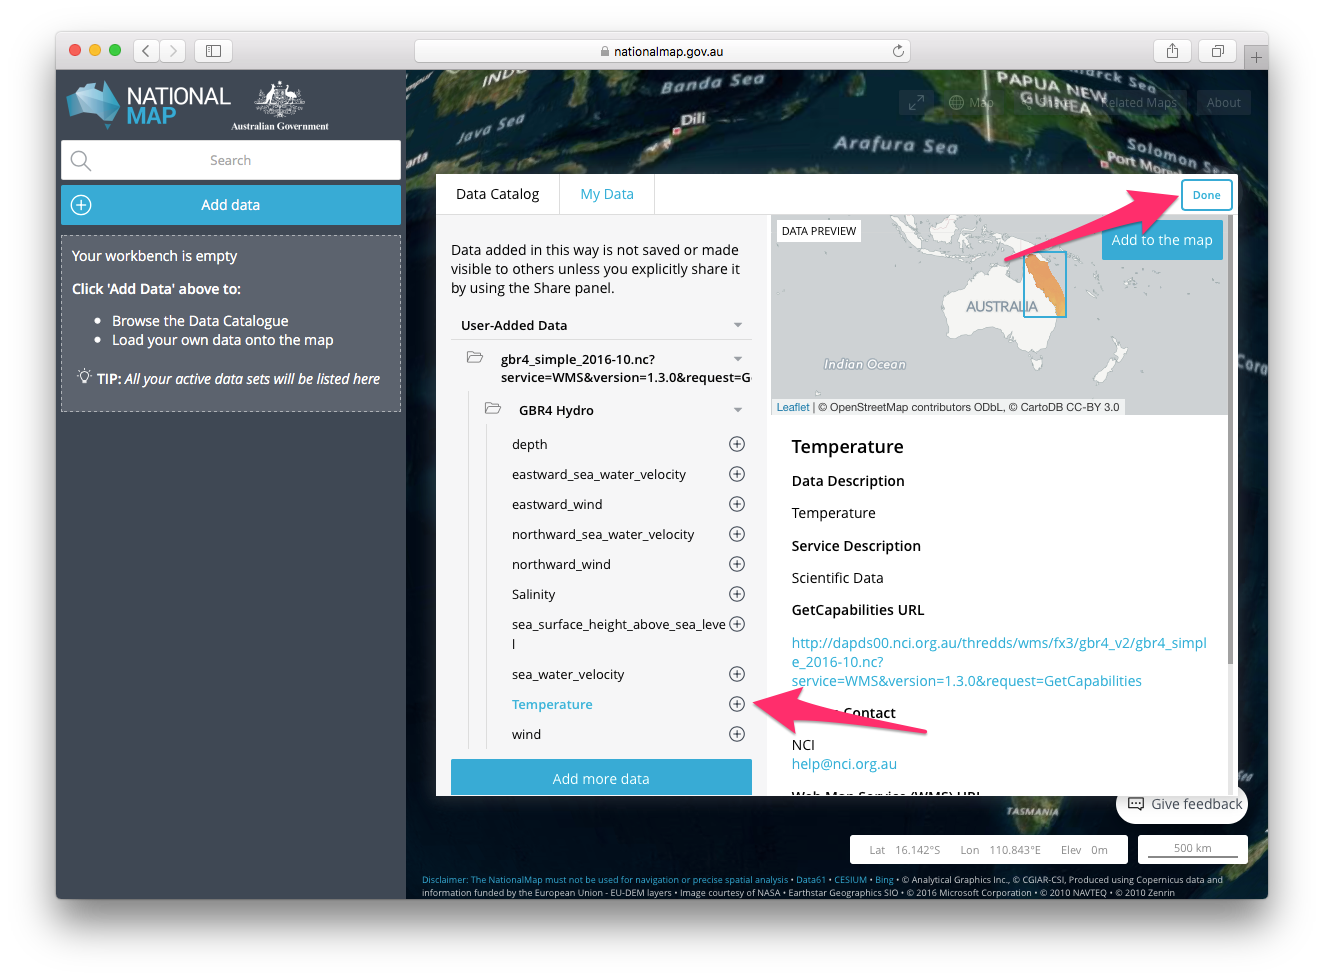 nationalmap.gov.au
NATIONAL
MAP
Australian Government
Search
Add data
Your workbench is empty
Click 'Add Data' above to:
Browse the Data Catalogue
Load your own data onto the map
TIP: All your active data sets will be listed here
Banda Sea
PAPUA NEW
Map
Related Maps
About
Dili
Java Sea
Arafura Sea
Solomon
Sea
Data Catalog
My Data
Done
Data added in this way is not saved or made
visible to others unless you explicitly share it
by using the Share panel.
User-Added Data
gbr4_simple_2016-10.nc?
service=WMS&version=1.3.0&request=G
GBR4 Hydro
depth
eastward_sea_water_velocity
eastward_wind
northward_sea_water_velocity
northward_wind
Salinity
sea_surface_height_above_sea_leve
l
sea_water_velocity
Temperature
wind
Add more data
DATA PREVIEW
Add to the map
AUSTRALIA
Indian Ocean
Leaflet | © OpenStreetMap contributors ODbL, © CartoDB CC-BY 3.0
Temperature
Data Description
Temperature
Service Description
Scientific Data
GetCapabilities URL
http://dapds00.nci.org.au/thredds/wms/fx3/gbr4_v2/gbr4_simpl
e_2016-10.nc?
service=WMS&version=1.3.0&request=GetCapabilities
Contact
NCI
help@nci.org.au
Web Map Service (WMS) URL
TASMANIA
Give feedback
Lat 16.142°S Lon 110.843°E Elev 0m
500 km
Disclaimer: The NationalMap must not be used for navigation or precise spatial analysis • Data61 • CESIUM • Bing • © Analytical Graphics Inc., © CGIAR-CSI, Produced using Copernicus data and
information funded by the European Union - EU-DEM layers • Image courtesy of NASA • Earthstar Geographics SIO • © 2016 Microsoft Corporation • © 2010 NAVTEQ • © 2010 Zenrin